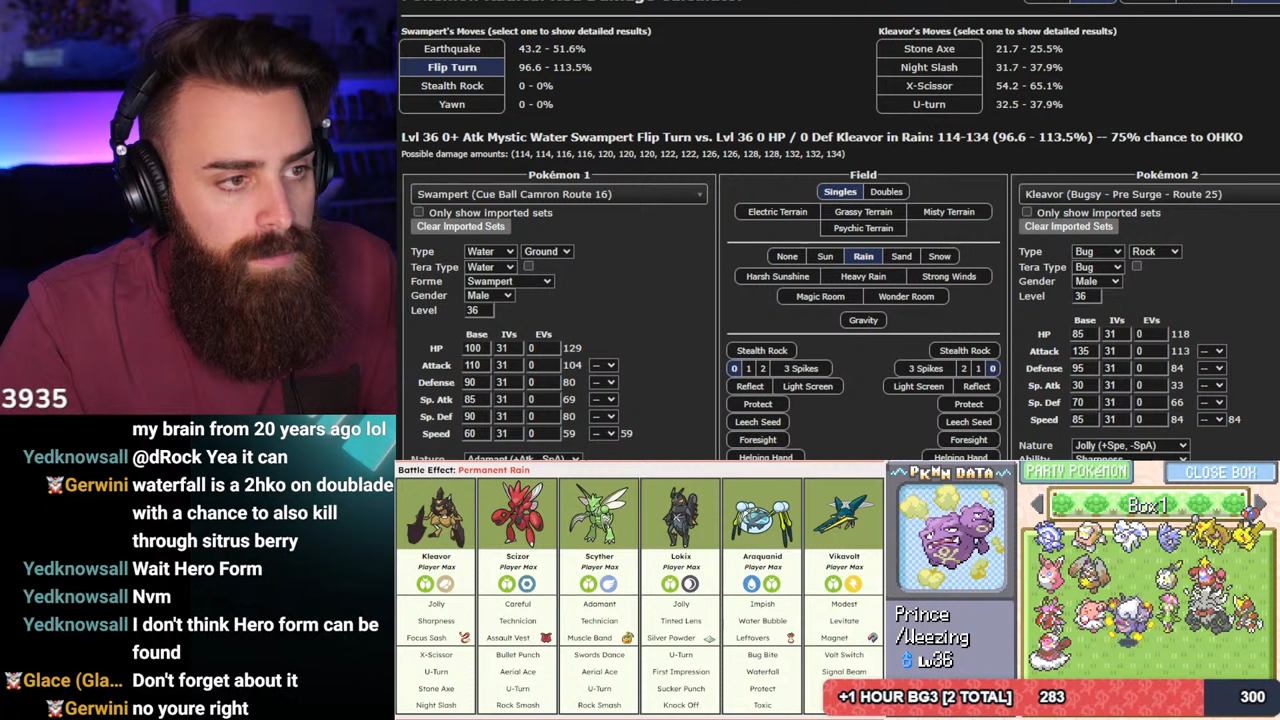 Swampert's Moves (select one to show detailed results)
Earthquake 43.2 - 51.6%
Flip Turn 96.6 - 113.5%
Stealth Rock 0 - 0%
Yawn 0 - 0%
Kleavor's Moves (select one to show detailed results)
Stone Axe 21.7 - 25.5%
Night Slash 31.7 - 37.9%
X-Scissor 54.2 - 65.1%
U-turn 32.5 - 37.9%
Lvl 36 0+ Atk Mystic Water Swampert Flip Turn vs. Lvl 36 0 HP / 0 Def Kleavor in Rain: 114-134 (96.6 - 113.5%) -- 75% chance to OHKO
Possible damage amounts: (114, 114, 116, 116, 120, 120, 120, 122, 122, 126, 126, 128, 128, 132, 132, 134)
Pokémon 1
Swampert (Cue Ball Camron Route 16)
Only show imported sets
Clear Imported Sets
Type Water Ground
Tera Type Water
Forme Swampert
Gender Male
Level 36
Base IVs EVs
HP 100 31 0 129
Attack 110 31 0 104 --
Defense 90 31 0 80 --
Sp. Atk 85 31 0 69 --
Sp. Def 90 31 0 80 --
Speed 60 31 0 59 -- 59
Field
Singles Doubles
Electric Terrain Grassy Terrain Misty Terrain
Psychic Terrain
None Sun Rain Sand Snow
Harsh Sunshine Heavy Rain Strong Winds
Magic Room Wonder Room
Gravity
Stealth Rock Stealth Rock
0 1 2 3 Spikes 3 Spikes 2 1 0
Reflect Light Screen Light Screen Reflect
Protect Protect
Leech Seed Leech Seed
Foresight Foresight
Helping Hand Helping Hand
Pokémon 2
Kleavor (Bugsy - Pre Surge - Route 25)
Only show imported sets
Clear Imported Sets
Type Bug Rock
Tera Type Bug
Gender Male
Level 36
Base IVs EVs
HP 85 31 0 118
Attack 135 31 0 113 --
Defense 95 31 0 84 --
Sp. Atk 30 31 0 33 --
Sp. Def 70 31 0 66 --
Speed 85 31 0 84 -- 84
Nature Jolly (+Spe, -SpA)
3935
my brain from 20 years ago lol
Yedknowsall @dRock Yea it can
Gerwini waterfall is a 2hko on doublade
with a chance to also kill
through sitrus berry
Yedknowsall Wait Hero Form
Yedknowsall Nvm
Yedknowsall I don't think Hero form can be
found
Glace (Gla... Don't forget about it
Gerwini no youre right
Battle Effect: Permanent Rain
Kleavor Scizor Scyther Lokix Araquanid Vikavolt
Player Max Player Max Player Max Player Max Player Max Player Max
Jolly Careful Adamant Jolly Impish Modest
Sharpness Technician Technician Tinted Lens Water Bubble Levitate
Focus Sash Assault Vest Muscle Band Silver Powder Leftovers Magnet
X-Scissor Bullet Punch Swords Dance U-Turn Bug Bite Volt Switch
U-Turn Aerial Ace Aerial Ace First Impression Waterfall Signal Beam
Stone Axe U-Turn U-Turn Sucker Punch Protect
Night Slash Rock Smash Rock Smash Knock Off Toxic
PKMN DATA
Prince
/Weezing
♂ Lv36
PARTY POKéMON
CLOSE BOX
Box1
+1 HOUR BG3 [2 TOTAL] 283 300